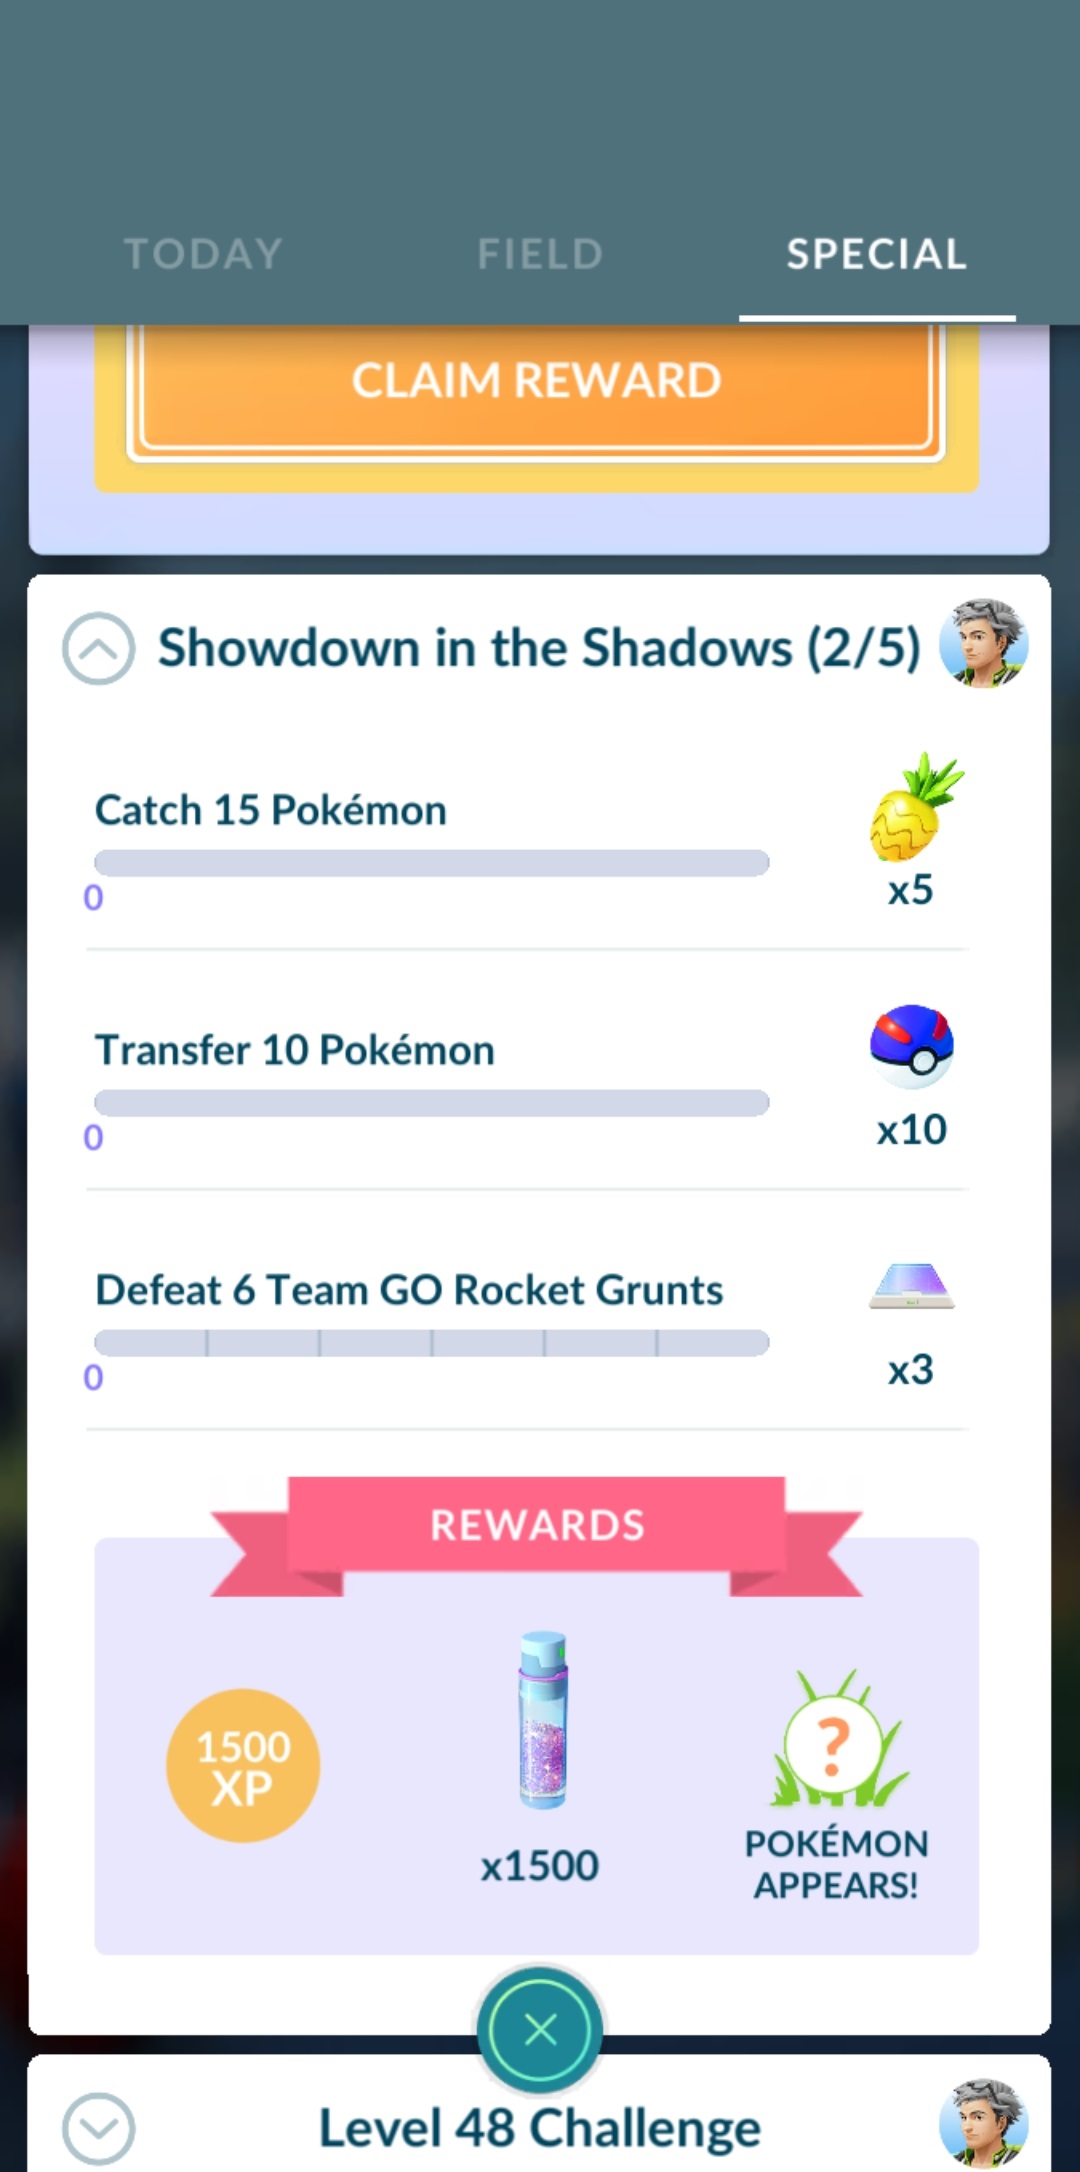 TODAY FIELD SPECIAL
CLAIM REWARD
Showdown in the Shadows (2/5)
Catch 15 Pokémon
0
x5
Transfer 10 Pokémon
0
x10
Defeat 6 Team GO Rocket Grunts
0
x3
REWARDS
1500
XP
x1500
?
POKÉMON
APPEARS!
Level 48 Challenge